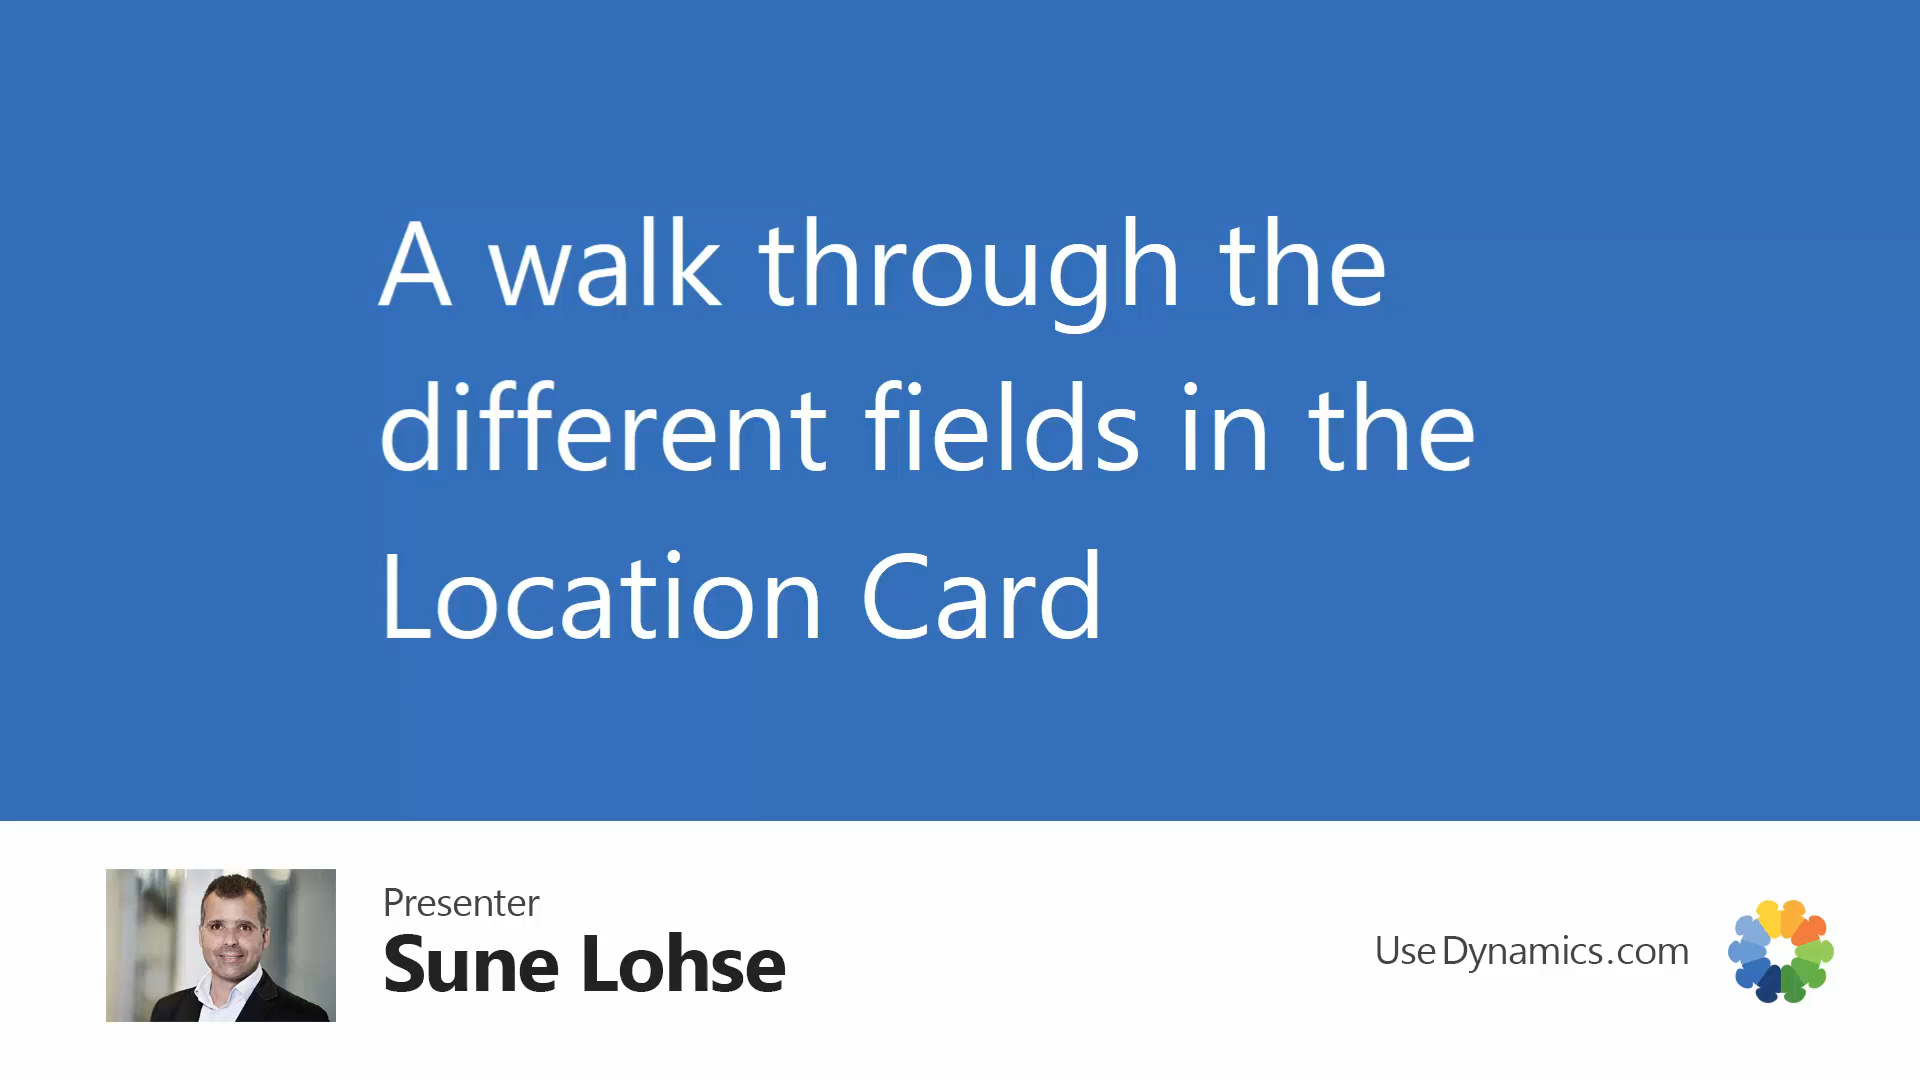 A walk through the
different fields in the
Location Card
Presenter
Sune Lohse
UseDynamics.com